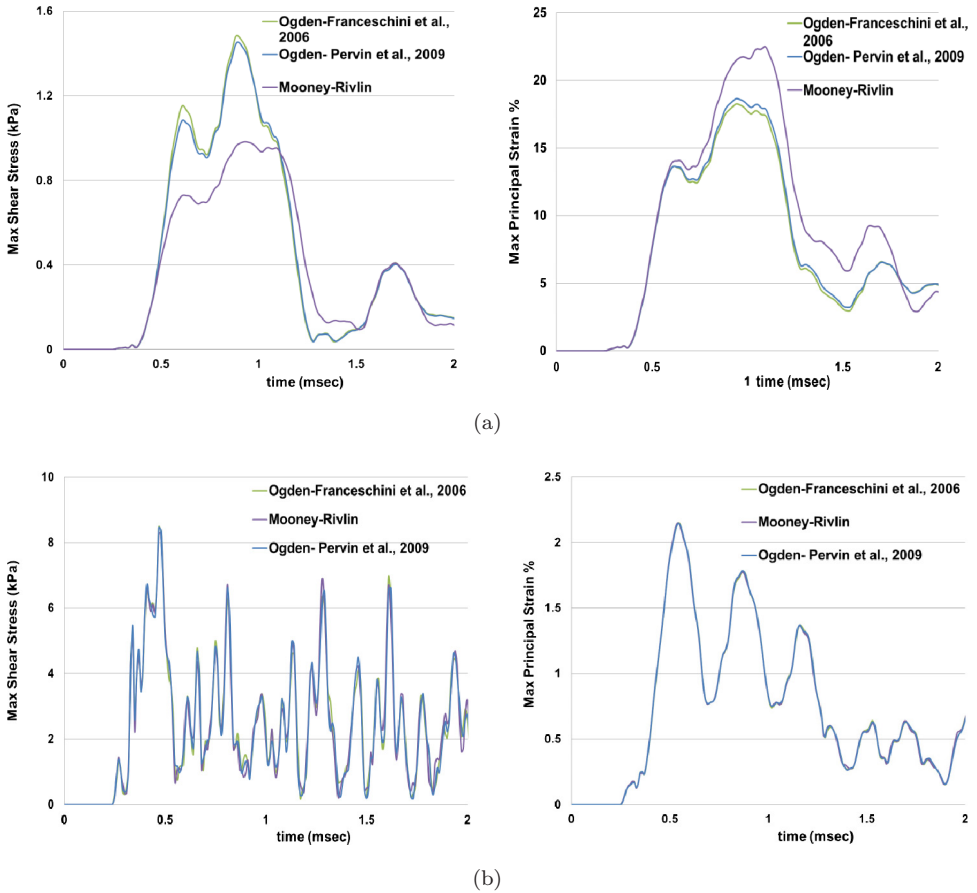 Max Shear Stress (kPa)
1.6
1.2
0.8
0.4
0
0
0.5
1
1.5
2
time (msec)
Ogden-Franceschini et al.,
2006
Ogden- Pervin et al., 2009
Mooney-Rivlin
Max Principal Strain %
25
20
15
10
5
0
0
0.5
1
1.5
2
1 time (msec)
Ogden-Franceschini et al.,
2006
Ogden- Pervin et al., 2009
Mooney-Rivlin
(a)
Max Shear Stress (kPa)
10
8
6
4
2
0
0
0.5
1
1.5
2
time (msec)
Ogden-Franceschini et al., 2006
Mooney-Rivlin
Ogden- Pervin et al., 2009
Max Principal Strain %
2.5
2
1.5
1
0.5
0
0
0.5
1
1.5
2
time (msec)
Ogden-Franceschini et al., 2006
Mooney-Rivlin
Ogden- Pervin et al., 2009
(b)